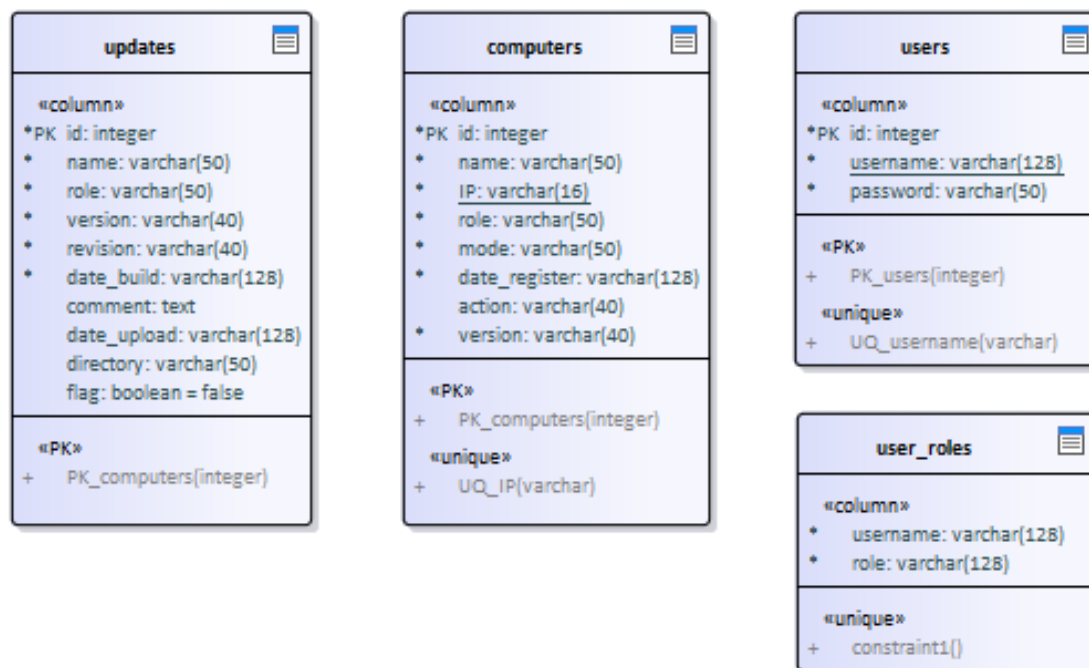 updates
«column»
*PK id: integer
* name: varchar(50)
* role: varchar(50)
* version: varchar(40)
* revision: varchar(40)
* date_build: varchar(128)
comment: text
date_upload: varchar(128)
directory: varchar(50)
flag: boolean = false
«PK»
+ PK_computers(integer)
computers
«column»
*PK id: integer
* name: varchar(50)
* IP: varchar(16)
* role: varchar(50)
* mode: varchar(50)
* date_register: varchar(128)
action: varchar(40)
* version: varchar(40)
«PK»
+ PK_computers(integer)
«unique»
+ UQ_IP(varchar)
users
«column»
*PK id: integer
* username: varchar(128)
* password: varchar(50)
«PK»
+ PK_users(integer)
«unique»
+ UQ_username(varchar)
user_roles
«column»
* username: varchar(128)
* role: varchar(128)
«unique»
+ constraint1()